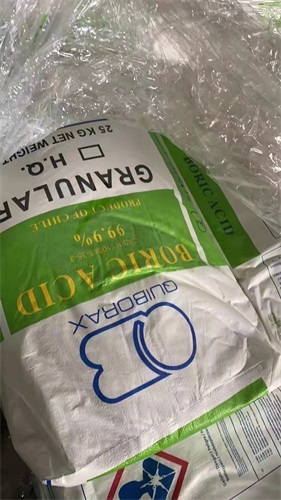 QUIBORAX
BORIC ACID
99.9%
PRODUCT OF CHILE
GRANULAR
H.Q.
25 KG NET WEIGHT
BORIC ACID